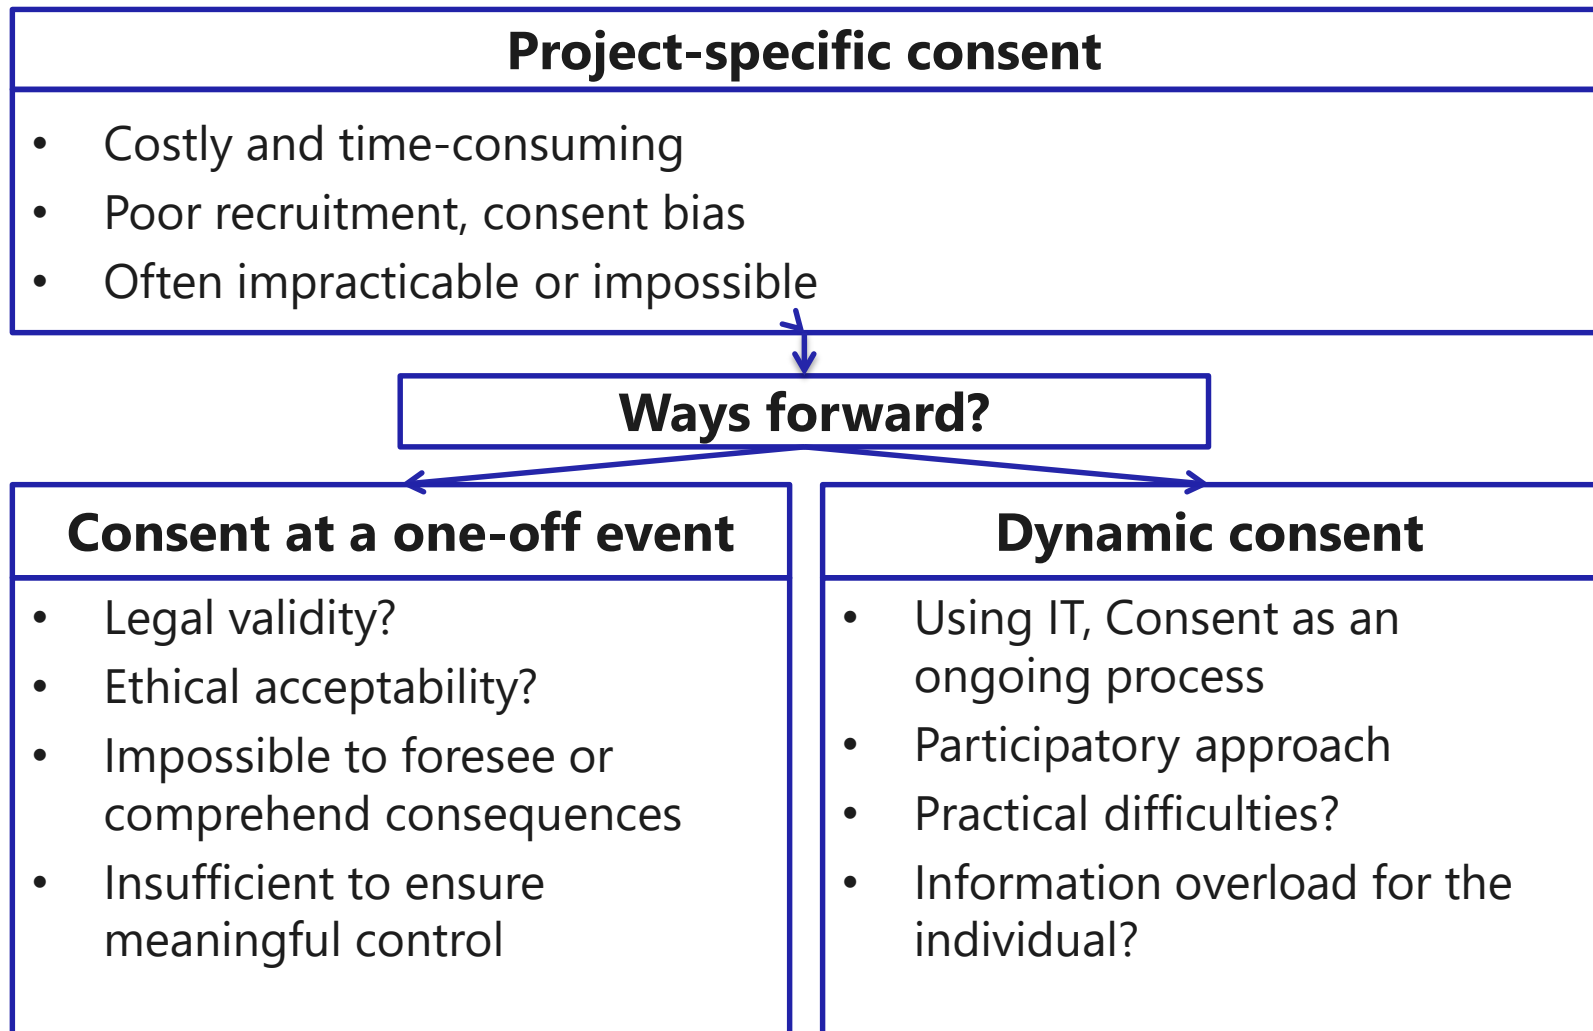 Project-specific consent
• Costly and time-consuming
• Poor recruitment, consent bias
• Often impracticable or impossible
Ways forward?
Consent at a one-off event
• Legal validity?
• Ethical acceptability?
• Impossible to foresee or
comprehend consequences
• Insufficient to ensure
meaningful control
Dynamic consent
• Using IT, Consent as an
ongoing process
• Participatory approach
• Practical difficulties?
• Information overload for the
individual?